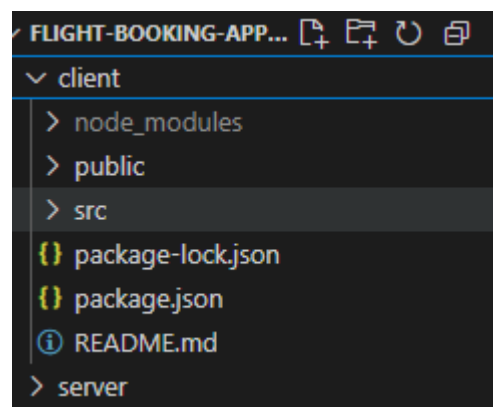 FLIGHT-BOOKING-APP...
client
node_modules
public
src
{} package-lock.json
{} package.json
README.md
server